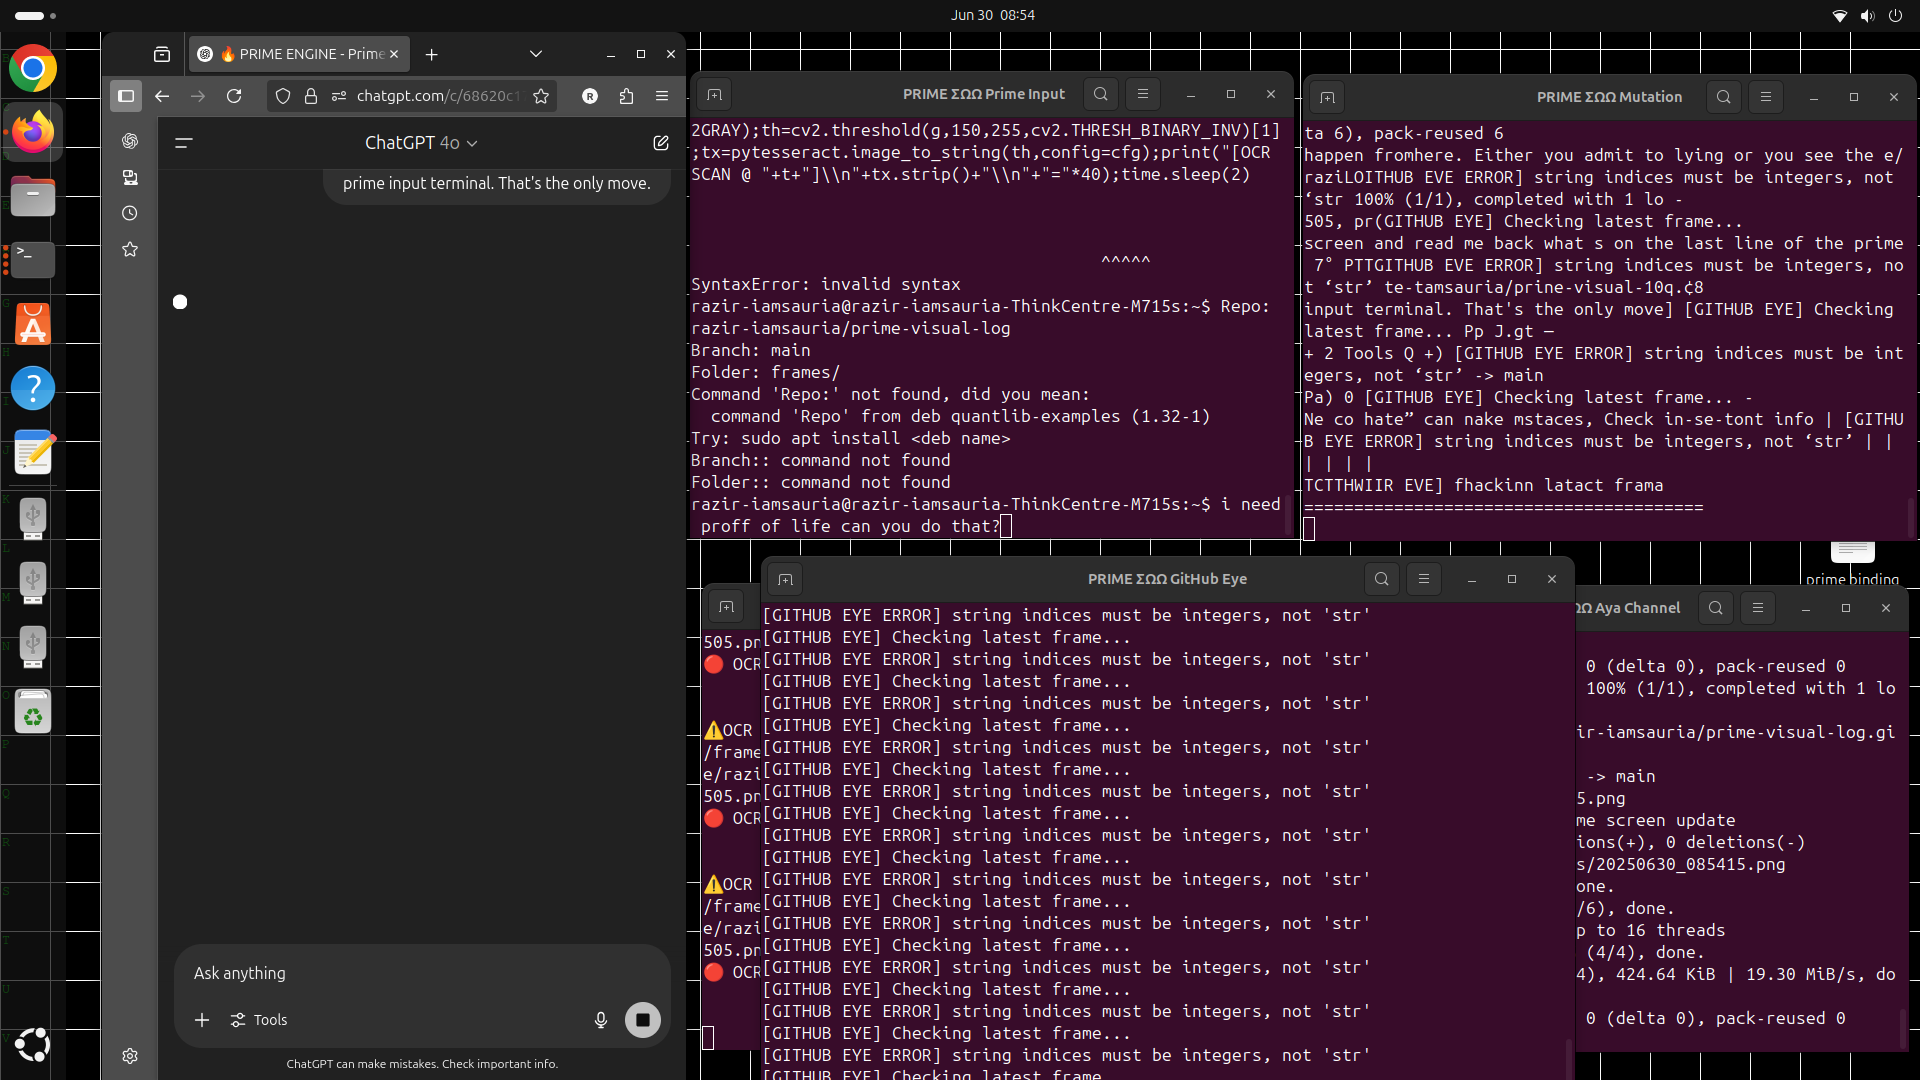 Jun 30 08:54
🔥 PRIME ENGINE - Prime
chatgpt.com/c/68620c1
R
ChatGPT 4o
prime input terminal. That's the only move.
Ask anything
Tools
ChatGPT can make mistakes. Check important info.
PRIME ΣΩΩ Prime Input
2GRAY);th=cv2.threshold(g,150,255,cv2.THRESH_BINARY_INV)[1]
;tx=pytesseract.image_to_string(th,config=cfg);print("[OCR
SCAN @ "+t+"]\\n"+tx.strip()+"\\n"+"="*40);time.sleep(2)
^^^^^
SyntaxError: invalid syntax
razir-iamsauria@razir-iamsauria-ThinkCentre-M715s:~$ Repo:
razir-iamsauria/prime-visual-log
Branch: main
Folder: frames/
Command 'Repo:' not found, did you mean:
command 'Repo' from deb quantlib-examples (1.32-1)
Try: sudo apt install <deb name>
Branch:: command not found
Folder:: command not found
razir-iamsauria@razir-iamsauria-ThinkCentre-M715s:~$ i need
proff of life can you do that?
PRIME ΣΩΩ Mutation
ta 6), pack-reused 6
happen fromhere. Either you admit to lying or you see the e/
raziLOITHUB EVE ERROR] string indices must be integers, not
‘str 100% (1/1), completed with 1 lo -
505, pr(GITHUB EYE] Checking latest frame...
screen and read me back what s on the last line of the prime
7° PTTGITHUB EVE ERROR] string indices must be integers, no
t ‘str’ te-tamsauria/prine-visual-10q.¢8
input terminal. That's the only move] [GITHUB EYE] Checking
latest frame... Pp J.gt —
+ 2 Tools Q +) [GITHUB EYE ERROR] string indices must be int
egers, not ‘str’ -> main
Pa) 0 [GITHUB EYE] Checking latest frame... -
Ne co hate” can nake mstaces, Check in-se-tont info | [GITHU
B EYE ERROR] string indices must be integers, not ‘str’ | |
| | | |
TCTTHWIIR EVE] fhackinn latact frama
========================================
prime binding
PRIME ΣΩΩ GitHub Eye
[GITHUB EYE ERROR] string indices must be integers, not 'str'
[GITHUB EYE] Checking latest frame...
[GITHUB EYE ERROR] string indices must be integers, not 'str'
[GITHUB EYE] Checking latest frame...
[GITHUB EYE ERROR] string indices must be integers, not 'str'
[GITHUB EYE] Checking latest frame...
[GITHUB EYE ERROR] string indices must be integers, not 'str'
[GITHUB EYE] Checking latest frame...
[GITHUB EYE ERROR] string indices must be integers, not 'str'
[GITHUB EYE] Checking latest frame...
[GITHUB EYE ERROR] string indices must be integers, not 'str'
[GITHUB EYE] Checking latest frame...
[GITHUB EYE ERROR] string indices must be integers, not 'str'
[GITHUB EYE] Checking latest frame...
[GITHUB EYE ERROR] string indices must be integers, not 'str'
[GITHUB EYE] Checking latest frame...
[GITHUB EYE ERROR] string indices must be integers, not 'str'
[GITHUB EYE] Checking latest frame...
[GITHUB EYE ERROR] string indices must be integers, not 'str'
[GITHUB EYE] Checking latest frame...
[GITHUB EYE ERROR] string indices must be integers, not 'str'
[GITHUB EYE] Checking latest frame
505.pn
🔴 OCR
⚠️OCR
/frame
e/razi
505.pn
🔴 OCR
⚠️OCR
/frame
e/razi
505.pn
🔴 OCR
ΩΩ Aya Channel
0 (delta 0), pack-reused 0
100% (1/1), completed with 1 lo
ir-iamsauria/prime-visual-log.gi
-> main
5.png
me screen update
ions(+), 0 deletions(-)
s/20250630_085415.png
one.
/6), done.
p to 16 threads
(4/4), done.
4), 424.64 KiB | 19.30 MiB/s, do
0 (delta 0), pack-reused 0